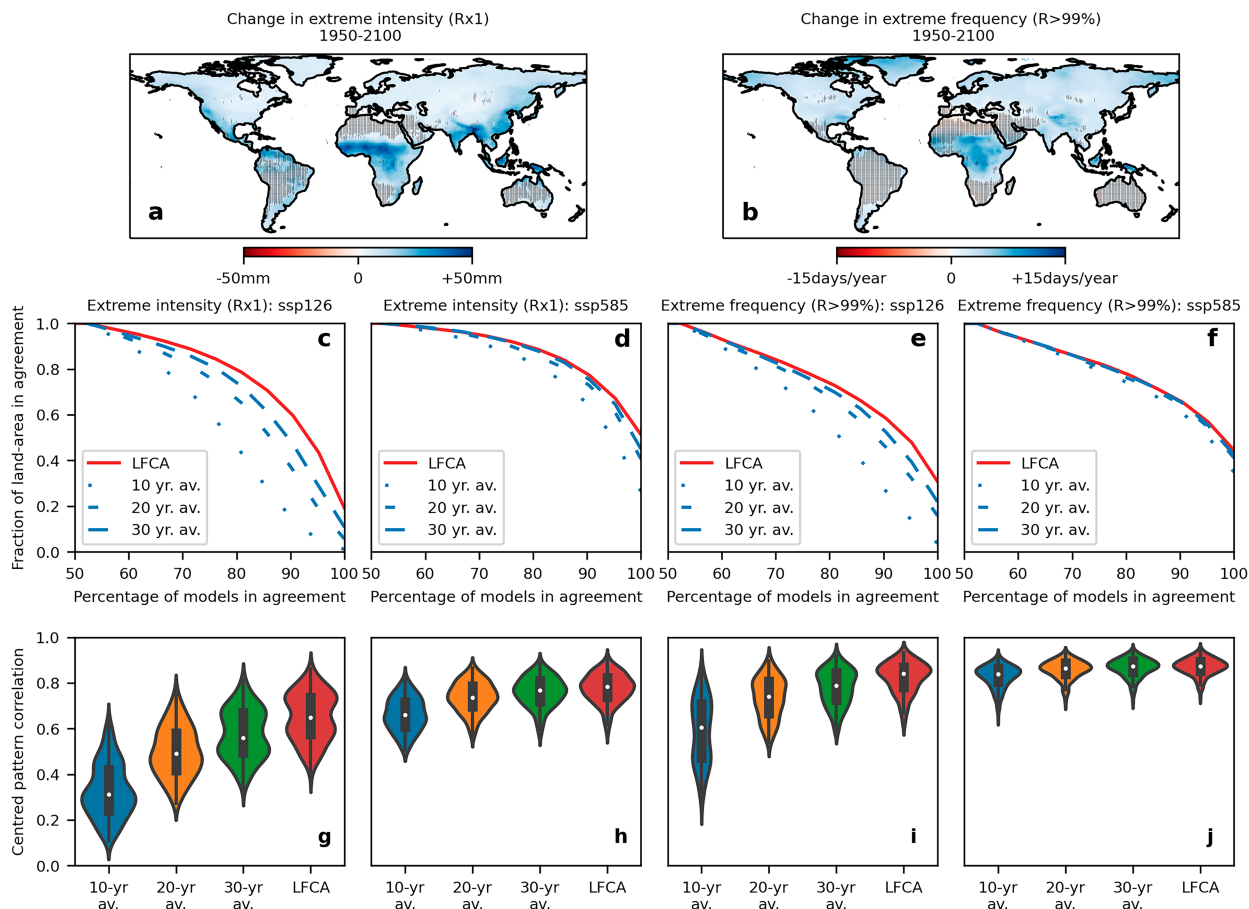 Change in extreme intensity (Rx1)
1950-2100
Change in extreme frequency (R>99%)
1950-2100
a
b
-50mm 0 +50mm
-15days/year 0 +15days/year
Extreme intensity (Rx1): ssp126
Extreme intensity (Rx1): ssp585
Extreme frequency (R>99%): ssp126
Extreme frequency (R>99%): ssp585
Fraction of land-area in agreement
1.0
0.8
0.6
0.4
0.2
0.0
c
LFCA
10 yr. av.
20 yr. av.
30 yr. av.
50 60 70 80 90 100
Percentage of models in agreement
d
LFCA
10 yr. av.
20 yr. av.
30 yr. av.
50 60 70 80 90 100
Percentage of models in agreement
e
LFCA
10 yr. av.
20 yr. av.
30 yr. av.
50 60 70 80 90 100
Percentage of models in agreement
f
LFCA
10 yr. av.
20 yr. av.
30 yr. av.
50 60 70 80 90 100
Percentage of models in agreement
Centred pattern correlation
1.0
0.8
0.6
0.4
0.2
0.0
g
10-yr av.
20-yr av.
30-yr av.
LFCA
h
10-yr av.
20-yr av.
30-yr av.
LFCA
i
10-yr av.
20-yr av.
30-yr av.
LFCA
j
10-yr av.
20-yr av.
30-yr av.
LFCA